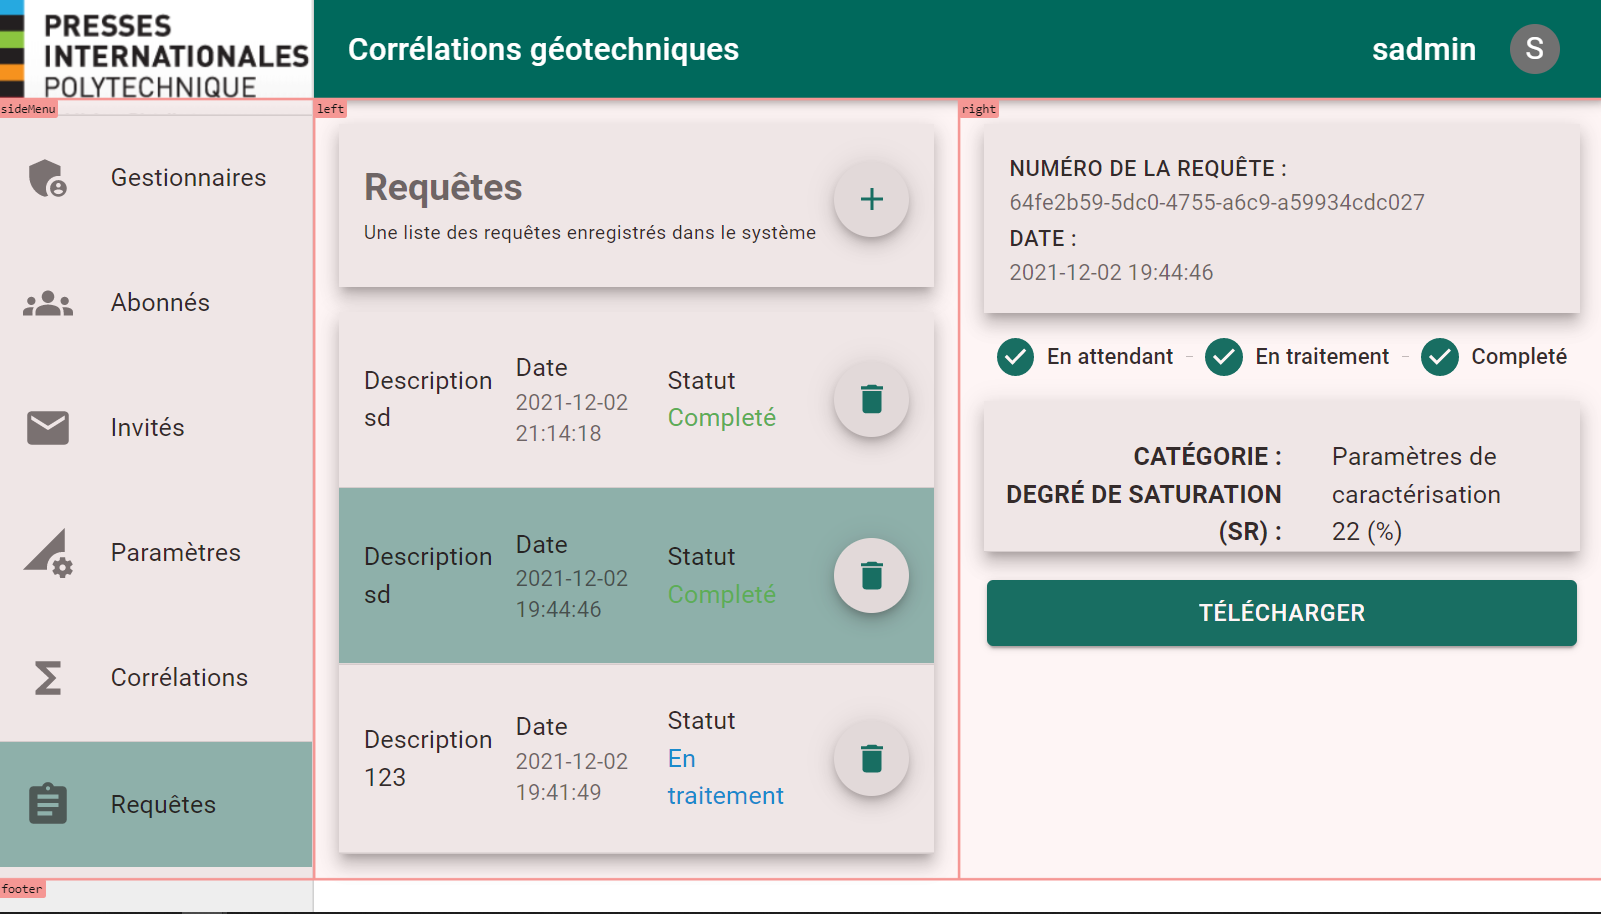 PRESSES
INTERNATIONALES
POLYTECHNIQUE
Corrélations géotechniques
sadmin
S
sideMenu
Gestionnaires
Abonnés
Invités
Paramètres
Corrélations
Requêtes
left
Requêtes
Une liste des requêtes enregistrés dans le système
Description
sd
Date
2021-12-02
21:14:18
Statut
Completé
Description
sd
Date
2021-12-02
19:44:46
Statut
Completé
Description
123
Date
2021-12-02
19:41:49
Statut
En
traitement
right
NUMÉRO DE LA REQUÊTE :
64fe2b59-5dc0-4755-a6c9-a59934cdc027
DATE :
2021-12-02 19:44:46
En attendant
En traitement
Completé
CATÉGORIE :
Paramètres de
caractérisation
DEGRÉ DE SATURATION
(SR) :
22 (%)
TÉLÉCHARGER
footer